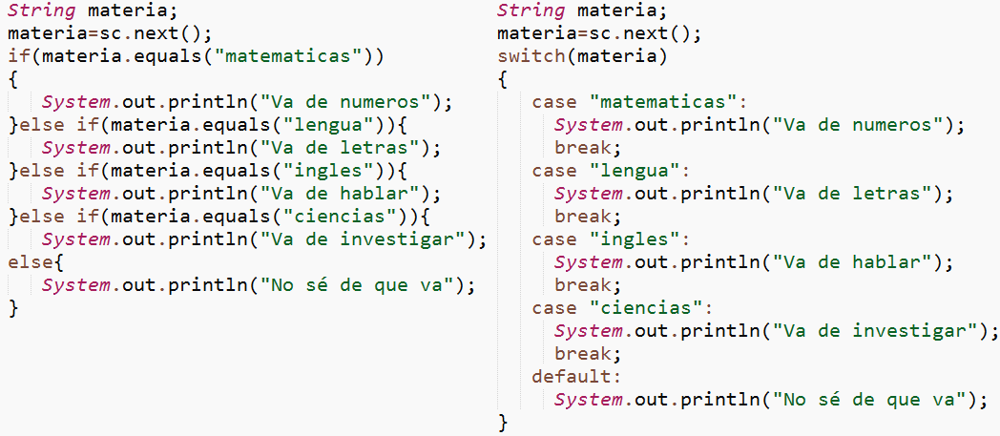 String materia;
materia=sc.next();
if(materia.equals("matematicas"))
{
   System.out.println("Va de numeros");
}else if(materia.equals("lengua")){
   System.out.println("Va de letras");
}else if(materia.equals("ingles")){
   System.out.println("Va de hablar");
}else if(materia.equals("ciencias")){
   System.out.println("Va de investigar");
else{
   System.out.println("No sé de que va");
}
String materia;
materia=sc.next();
switch(materia)
{
   case "matematicas":
     System.out.println("Va de numeros");
     break;
   case "lengua":
     System.out.println("Va de letras");
     break;
   case "ingles":
     System.out.println("Va de hablar");
     break;
   case "ciencias":
     System.out.println("Va de investigar");
     break;
   default:
     System.out.println("No sé de que va");
}